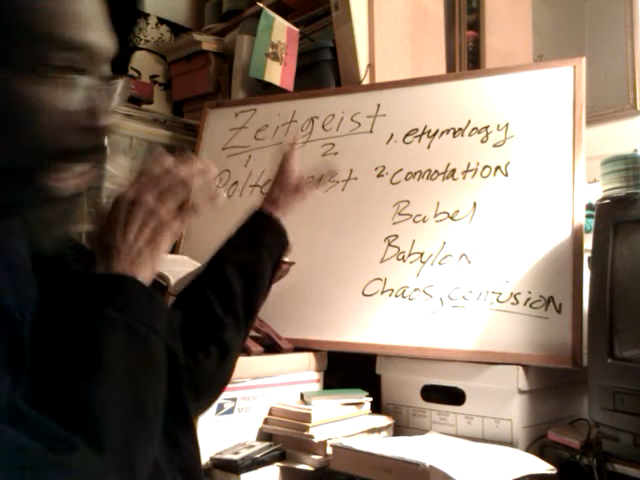 Zeitgeist
1 2
1. etymology
Poltergeist
2. Connotation
Babel
Babylon
Chaos, confusion